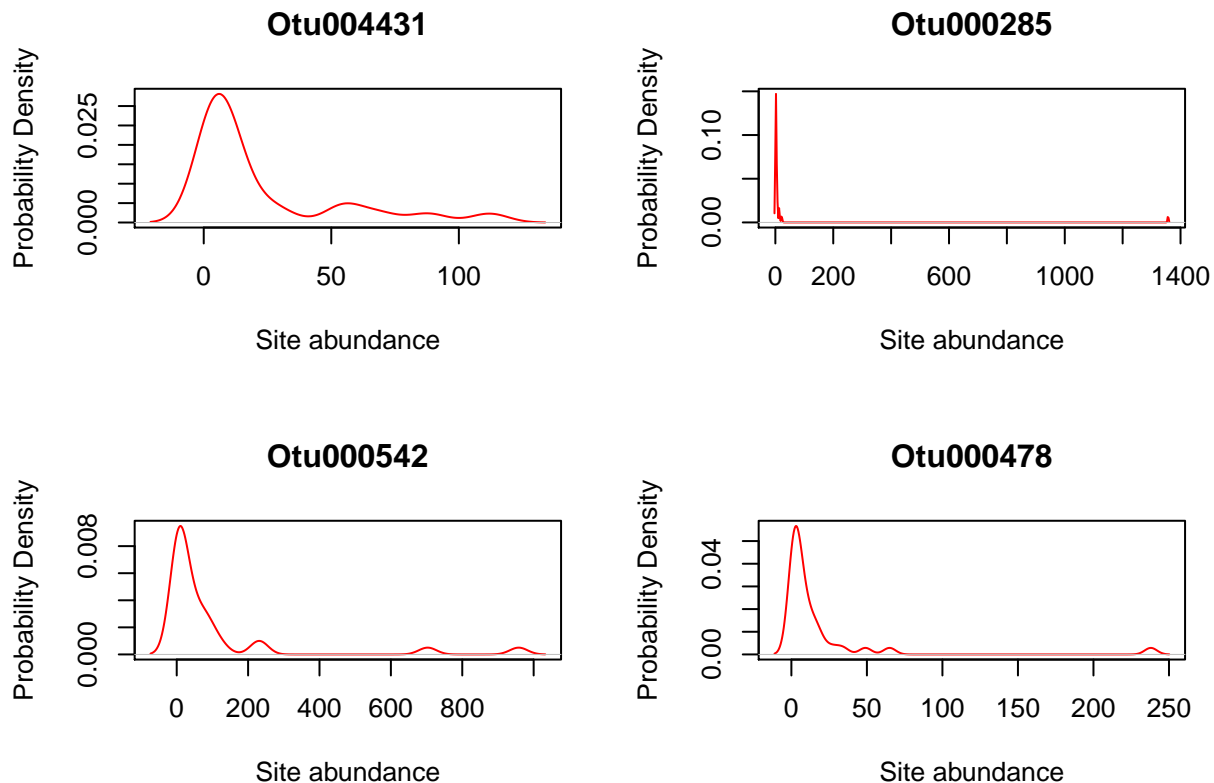 Otu004431
Probability Density
0.000
0.025
0
50
100
Site abundance
Otu000285
Probability Density
0.00
0.10
0
200
600
1000
1400
Site abundance
Otu000542
Probability Density
0.000
0.008
0
200
400
600
800
Site abundance
Otu000478
Probability Density
0.00
0.04
0
50
100
150
200
250
Site abundance